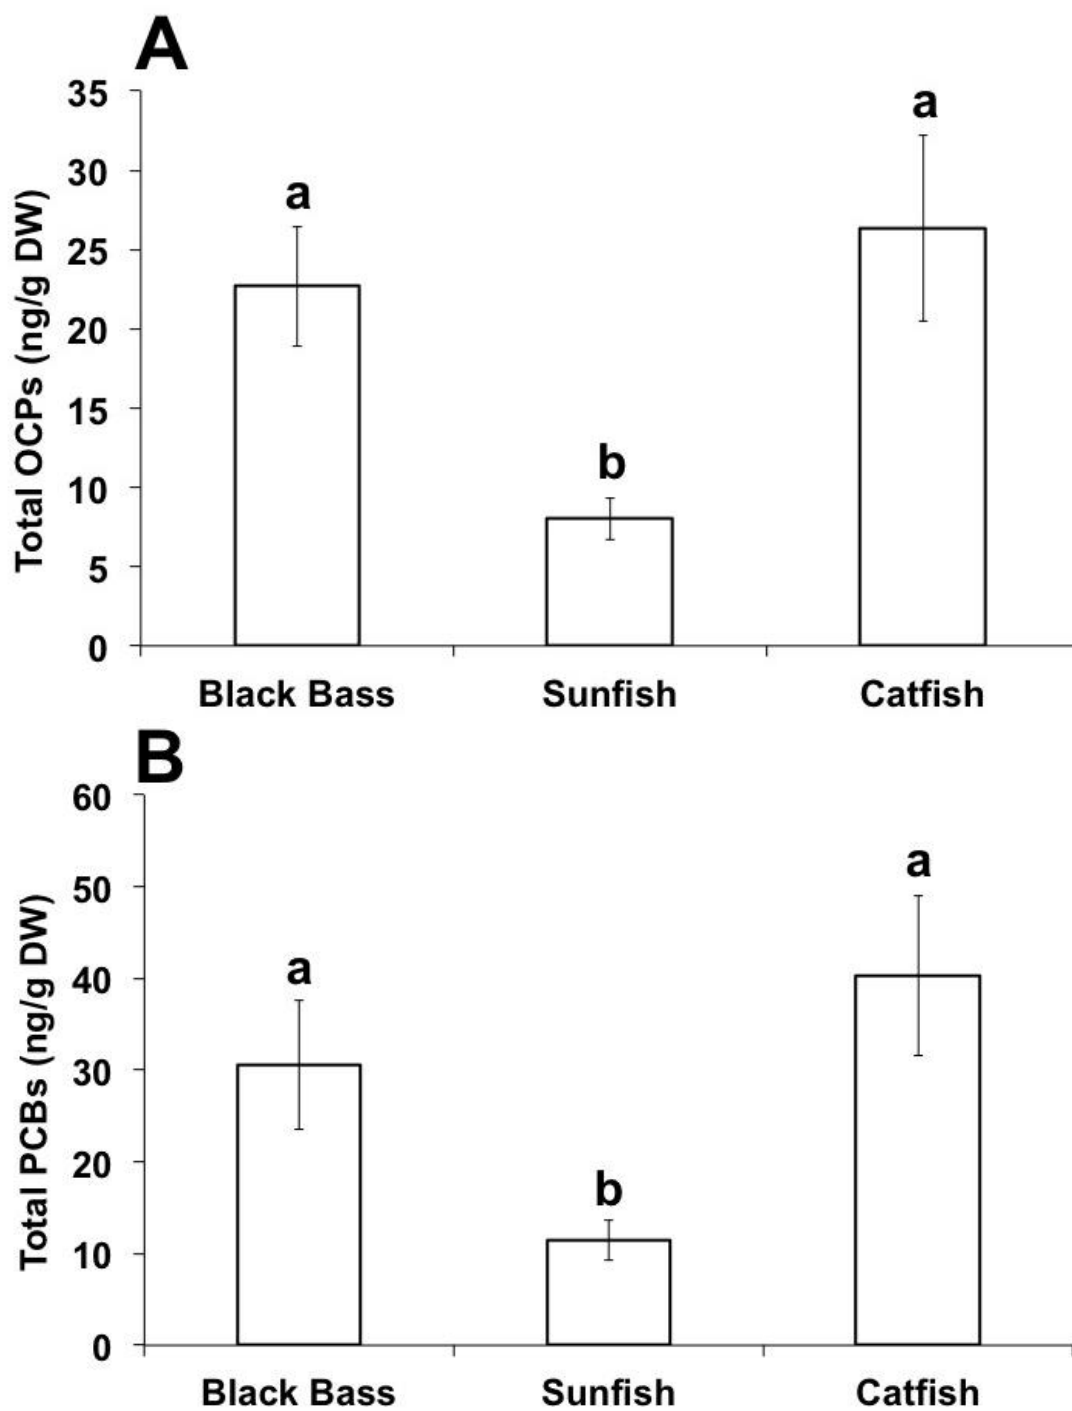 A
Total OCPs (ng/g DW)
35
30
25
20
15
10
5
0
a
b
a
Black Bass Sunfish Catfish
B
Total PCBs (ng/g DW)
60
50
40
30
20
10
0
a
b
a
Black Bass Sunfish Catfish